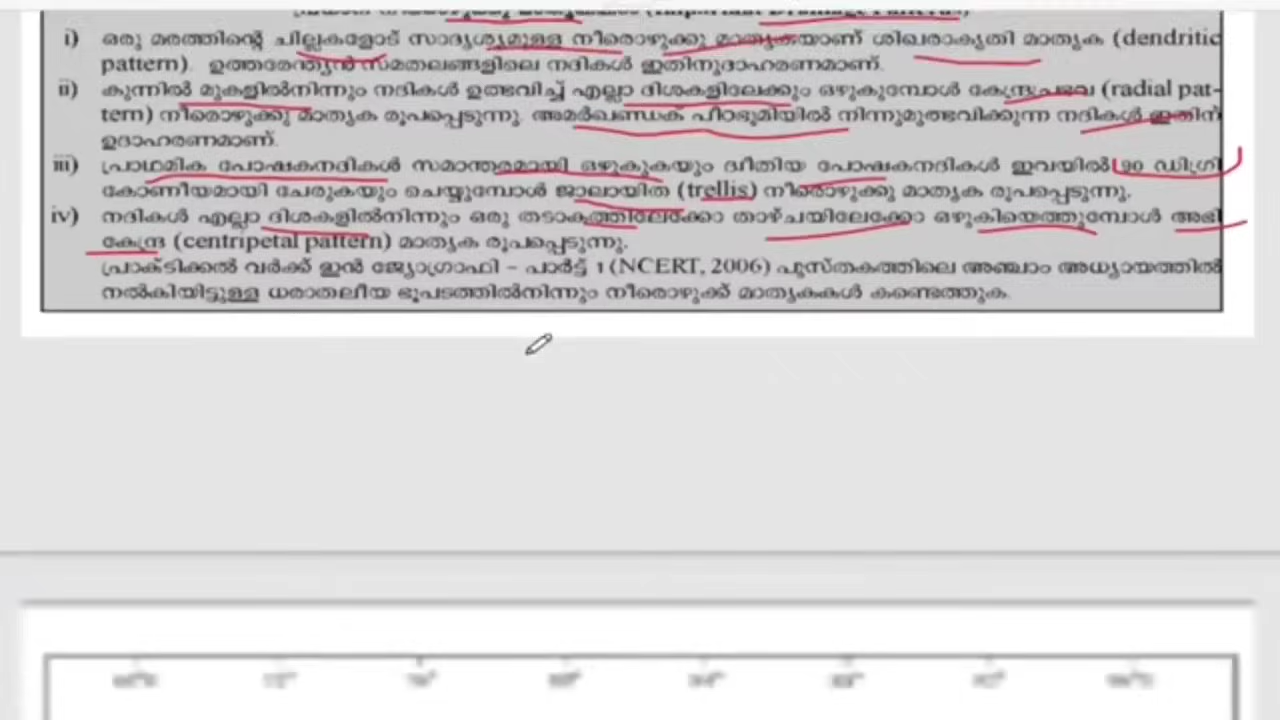 (Important Drainage Patterns)
i) ഒരു മരത്തിന്റെ ചില്ലകളോട് സാദൃശ്യമുള്ള നീരൊഴുക്കു മാതൃകയാണ് ശിഖരാകൃതി മാതൃക (dendritic
pattern). ഉത്തരേന്ത്യൻ സമതലങ്ങളിലെ നദികൾ ഇതിനുദാഹരണമാണ്.
ii) കുന്നിൻ മുകളിൽനിന്നും നദികൾ ഉത്ഭവിച്ച് എല്ലാ ദിശകളിലേക്കും ഒഴുകുമ്പോൾ കേന്ദ്രപ്രഭവ (radial pat-
tern) നീരൊഴുക്കു മാതൃക രൂപപ്പെടുന്നു. അമർഖണ്ഡക് പീഠഭൂമിയിൽ നിന്നുമുത്ഭവിക്കുന്ന നദികൾ ഇതിന്
ഉദാഹരണമാണ്.
iii) പ്രാഥമിക പോഷകനദികൾ സമാന്തരമായി ഒഴുകുകയും ദ്വീതിയ പോഷകനദികൾ ഇവയിൽ 90 ഡിഗ്രി
കോണീയമായി ചേരുകയും ചെയ്യുമ്പോൾ ജാലായിത (trellis) നീരൊഴുക്കു മാതൃക രൂപപ്പെടുന്നു.
iv) നദികൾ എല്ലാ ദിശകളിൽനിന്നും ഒരു തടാകത്തിലേക്കോ താഴ്ചയിലേക്കോ ഒഴുകിയെത്തുമ്പോൾ അഭി
കേന്ദ്ര (centripetal pattern) മാതൃക രൂപപ്പെടുന്നു.
പ്രാക്ടിക്കൽ വർക്ക് ഇൻ ജ്യോഗ്രാഫി – പാർട്ട് 1 (NCERT, 2006) പുസ്തകത്തിലെ അഞ്ചാം അധ്യായത്തിൽ
നൽകിയിട്ടുള്ള ധരാതലീയ ഭൂപടത്തിൽനിന്നും നീരൊഴുക്ക് മാതൃകകൾ കണ്ടെത്തുക.